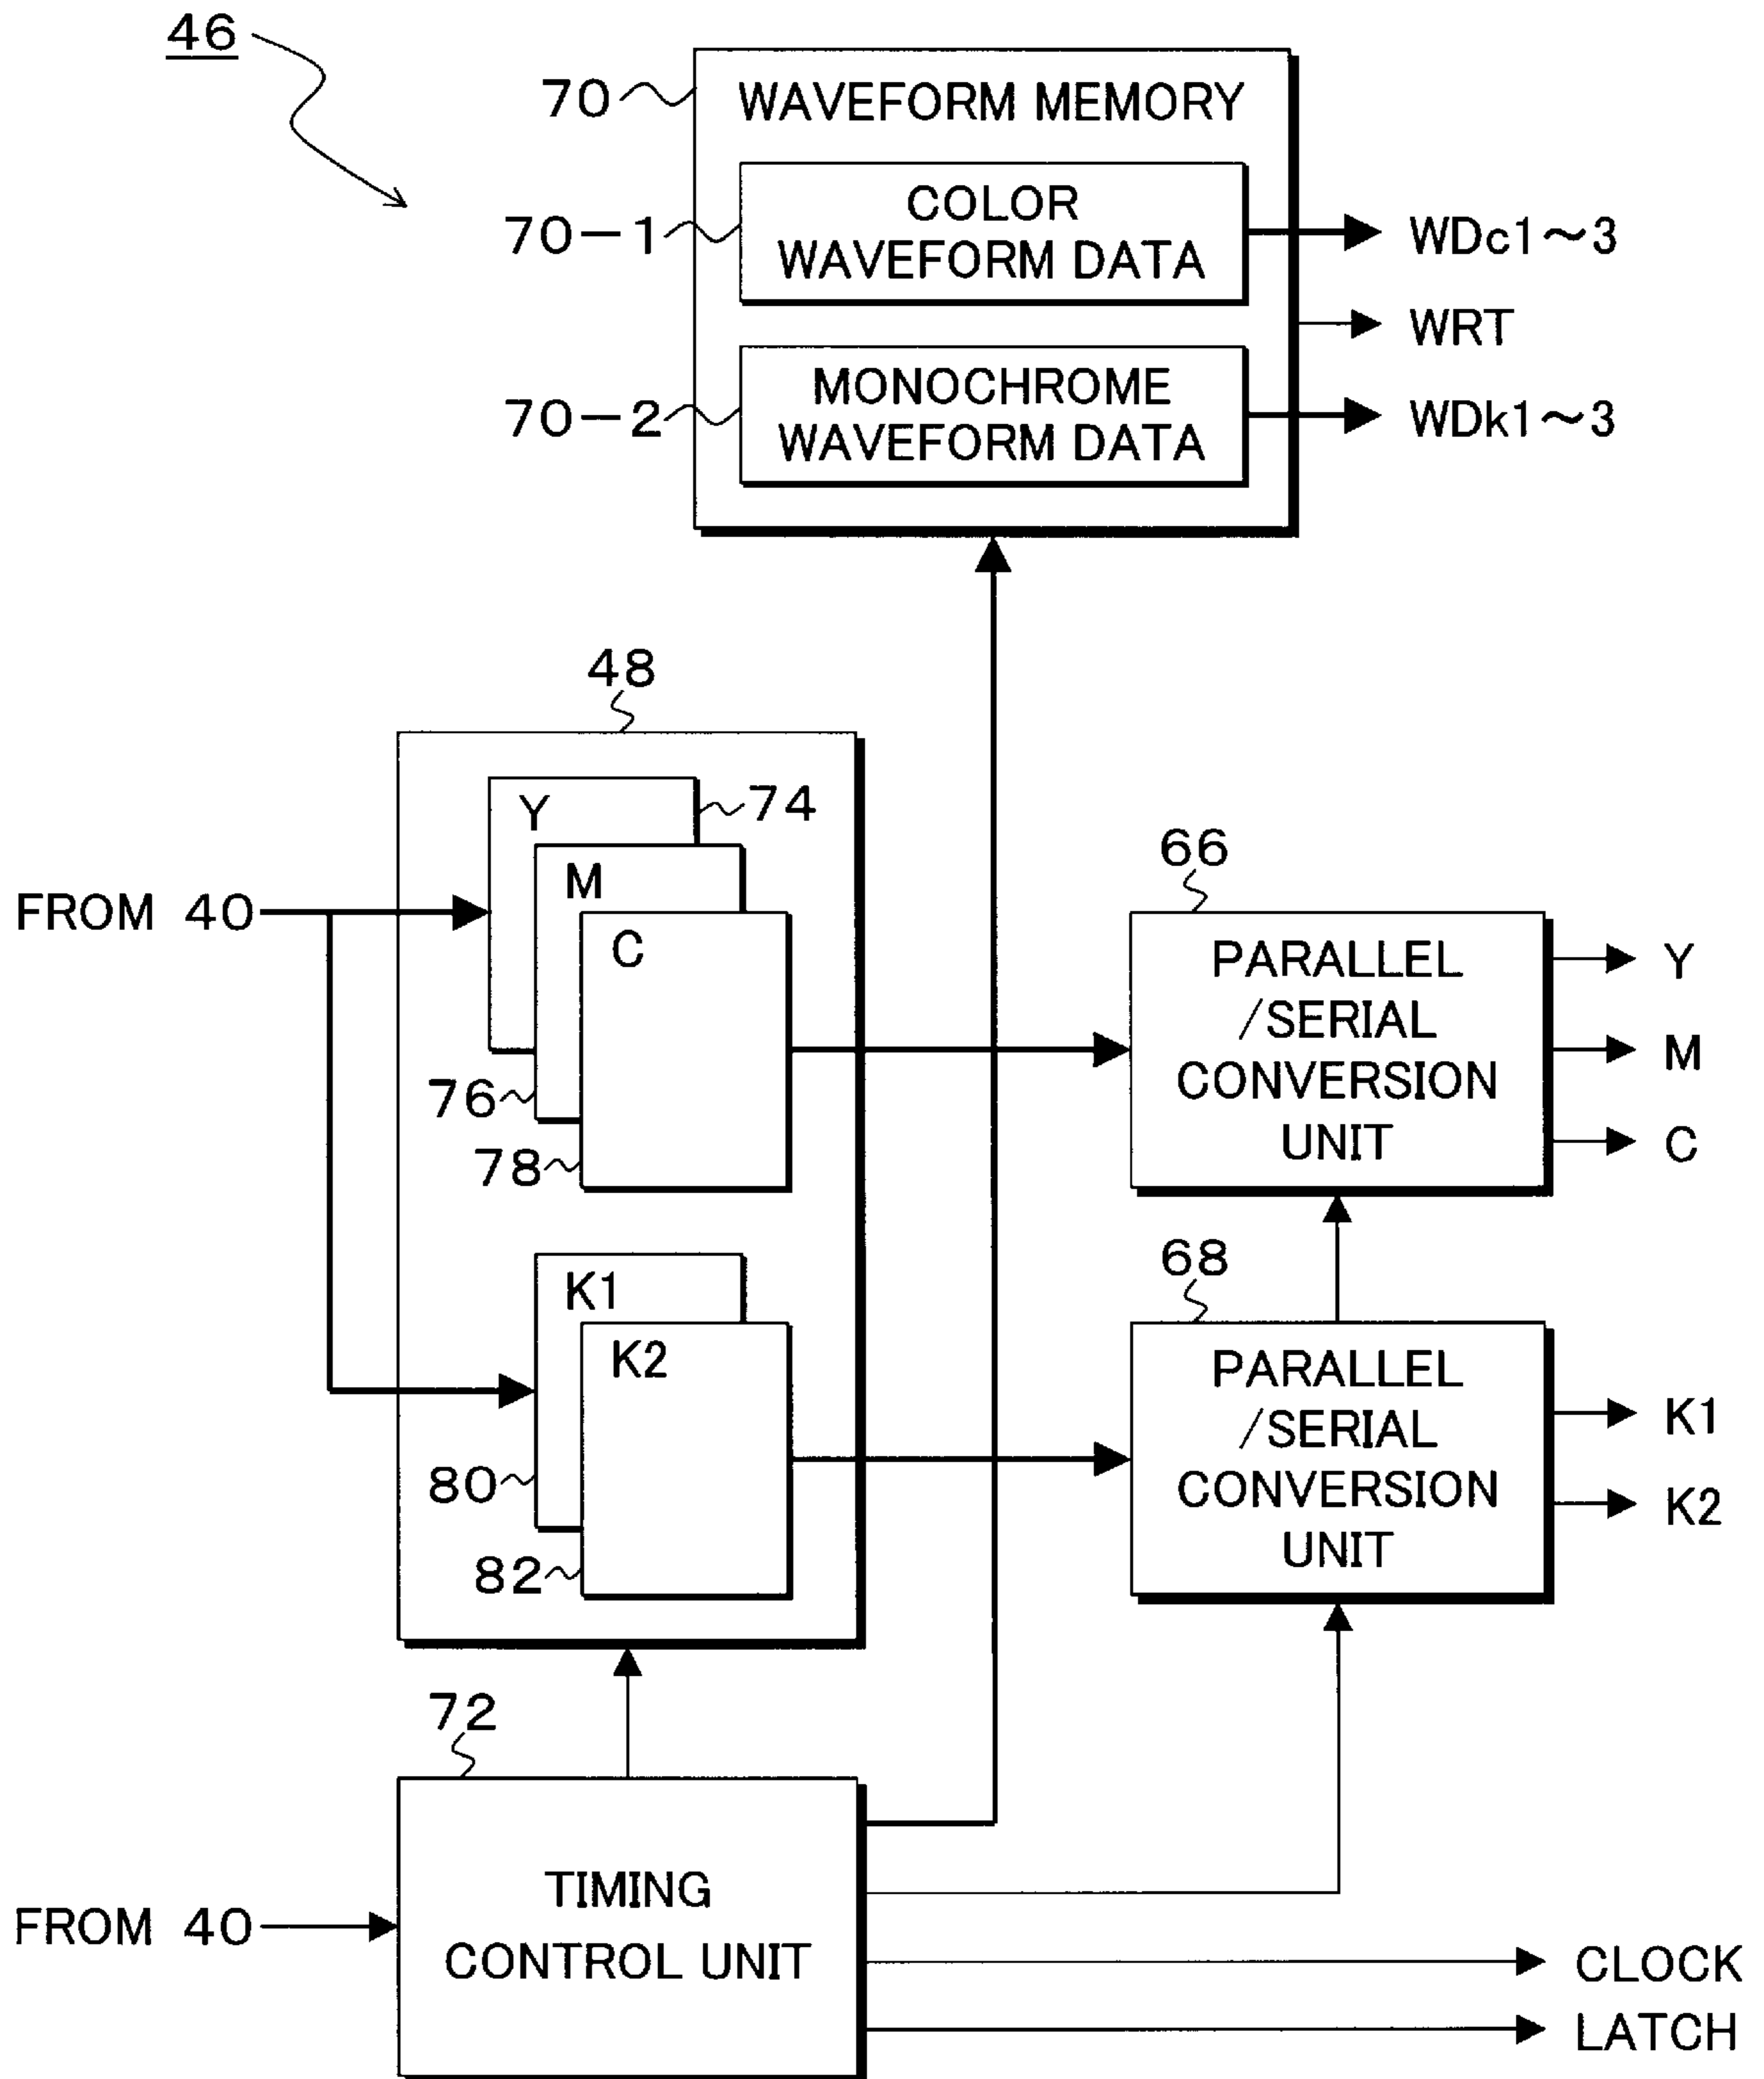 46
70
WAVEFORM MEMORY
70-1
COLOR
WAVEFORM DATA
WDc1~3
WRT
70-2
MONOCHROME
WAVEFORM DATA
WDk1~3
48
Y
74
M
C
76
78
FROM 40
66
PARALLEL
/SERIAL
CONVERSION
UNIT
Y
M
C
K1
K2
80
82
68
PARALLEL
/SERIAL
CONVERSION
UNIT
K1
K2
72
FROM 40
TIMING
CONTROL UNIT
CLOCK
LATCH